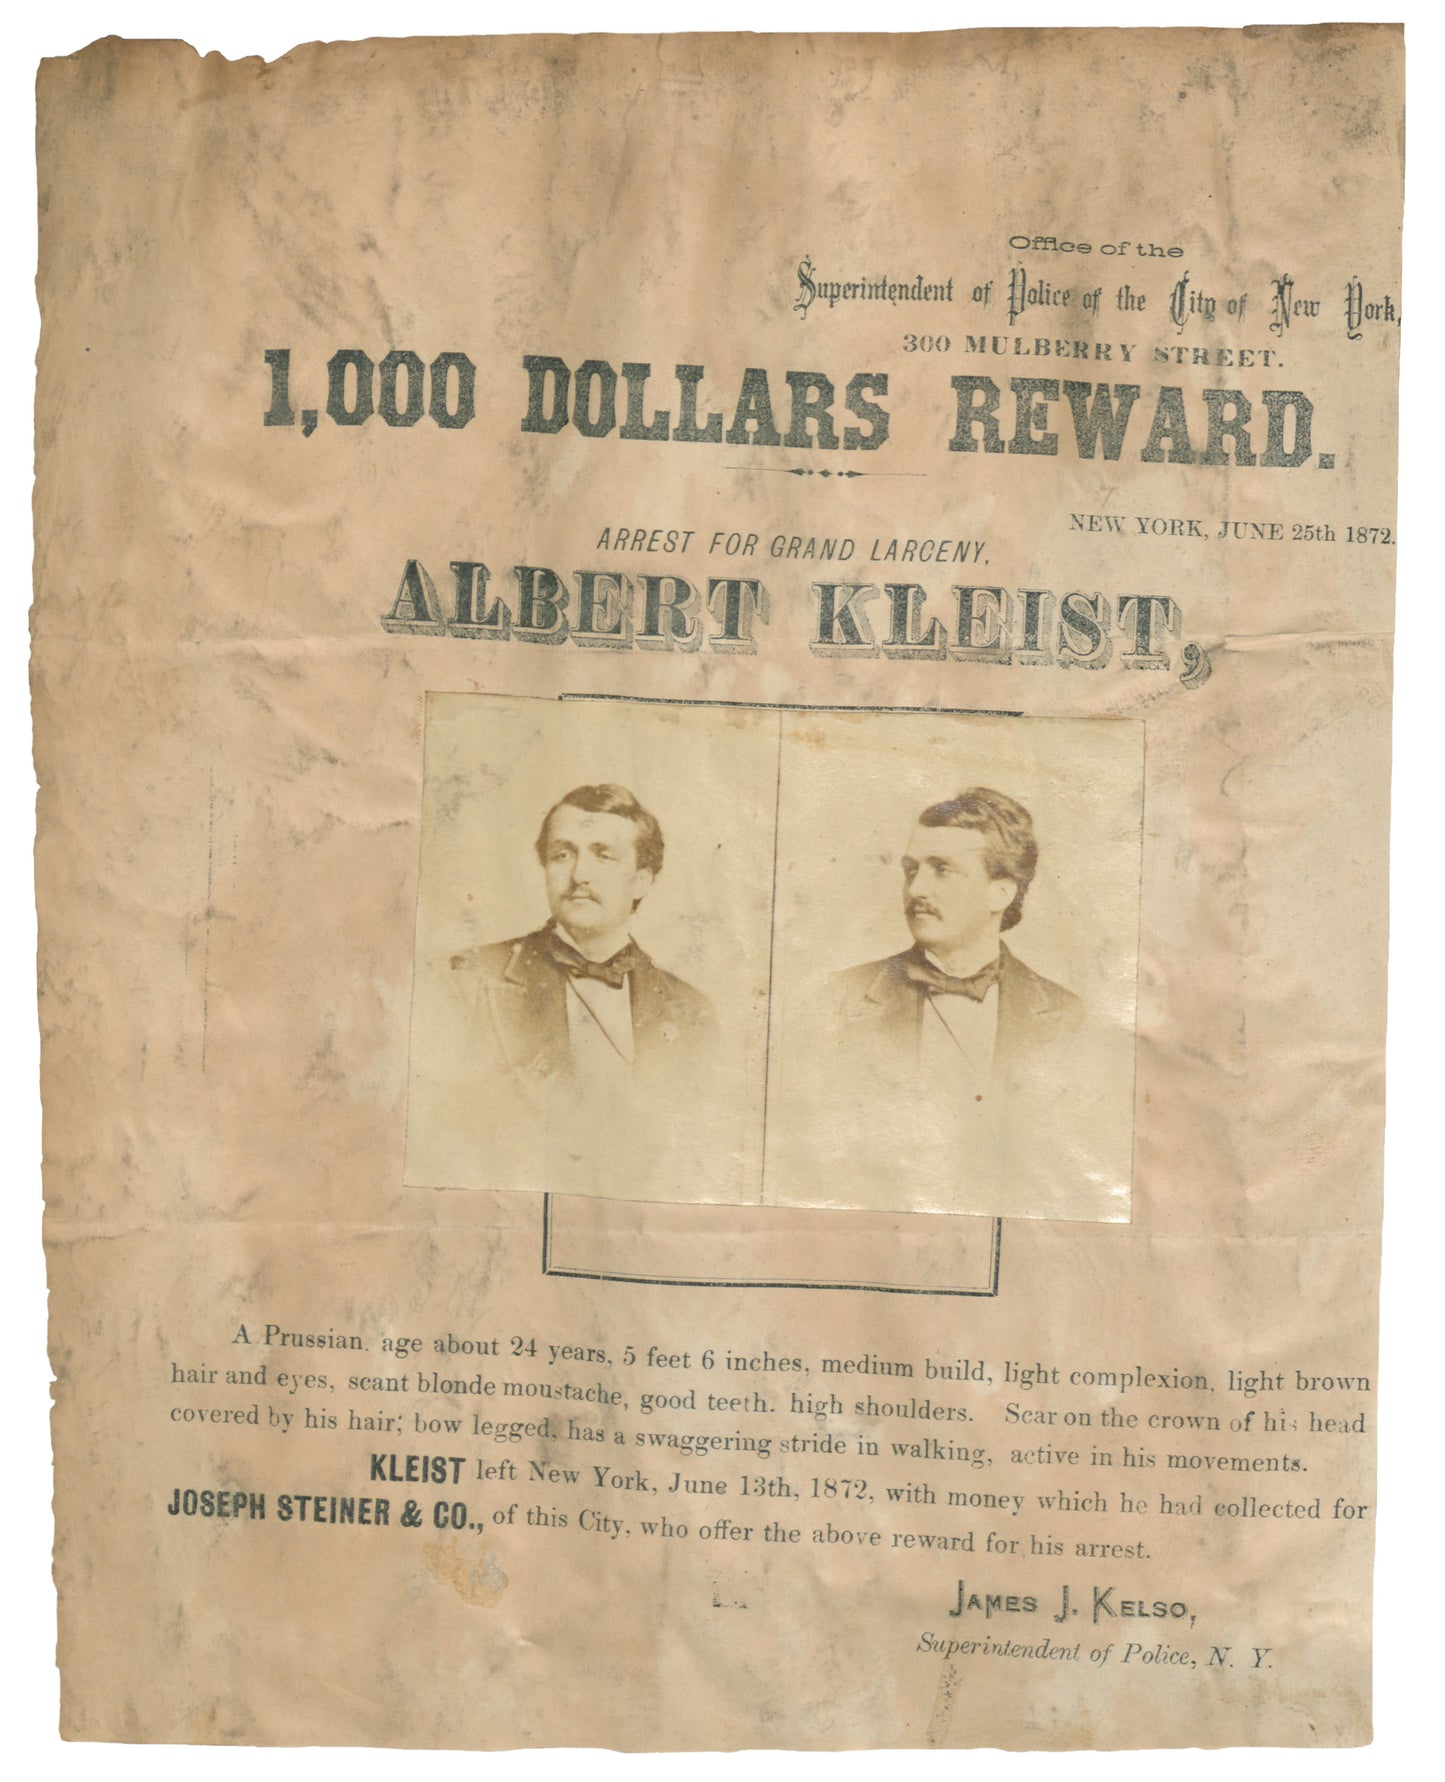 Office of the
Superintendent of Police of the City of New York,
300 MULBERRY STREET.
1,000 DOLLARS REWARD.
NEW YORK, JUNE 25th 1872.
ARREST FOR GRAND LARCENY,
ALBERT KLEIST,
A Prussian. age about 24 years, 5 feet 6 inches. medium build, light complexion, light brown
hair and eyes, scant blonde moustache, good teeth. high shoulders. Scar on the crown of his head
covered by his hair; bow legged, has a swaggering stride in walking, active in his movements.
KLEIST left New York, June 13th, 1872, with money which he had collected for
JOSEPH STEINER & CO., of this City, who offer the above reward for his arrest.
JAMES J. KELSO,
Superintendent of Police, N. Y.